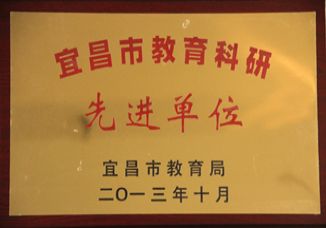 宜昌市教育科研
先进单位
宜昌市教育局
二〇一三年十月